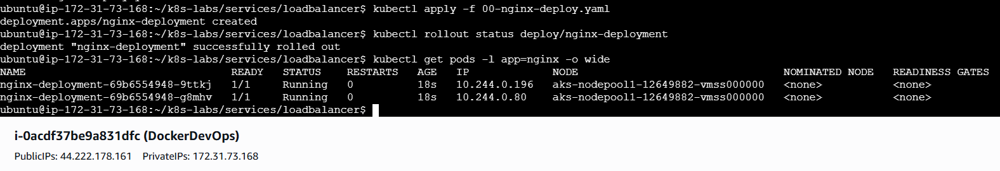 ubuntu@ip-172-31-73-168:~/k8s-labs/services/loadbalancer$ kubectl apply -f 00-nginx-deploy.yaml
deployment.apps/nginx-deployment created
ubuntu@ip-172-31-73-168:~/k8s-labs/services/loadbalancer$ kubectl rollout status deploy/nginx-deployment
deployment "nginx-deployment" successfully rolled out
ubuntu@ip-172-31-73-168:~/k8s-labs/services/loadbalancer$ kubectl get pods -l app=nginx -o wide
NAME READY STATUS RESTARTS AGE IP NODE NOMINATED NODE READINESS GATES
nginx-deployment-69b6554948-9ttkj 1/1 Running 0 18s 10.244.0.196 aks-nodepool1-12649882-vmss000000 <none> <none>
nginx-deployment-69b6554948-g8mhv 1/1 Running 0 18s 10.244.0.80 aks-nodepool1-12649882-vmss000000 <none> <none>
ubuntu@ip-172-31-73-168:~/k8s-labs/services/loadbalancer$
i-0acdf37be9a831dfc (DockerDevOps)
PublicIPs: 44.222.178.161 PrivateIPs: 172.31.73.168